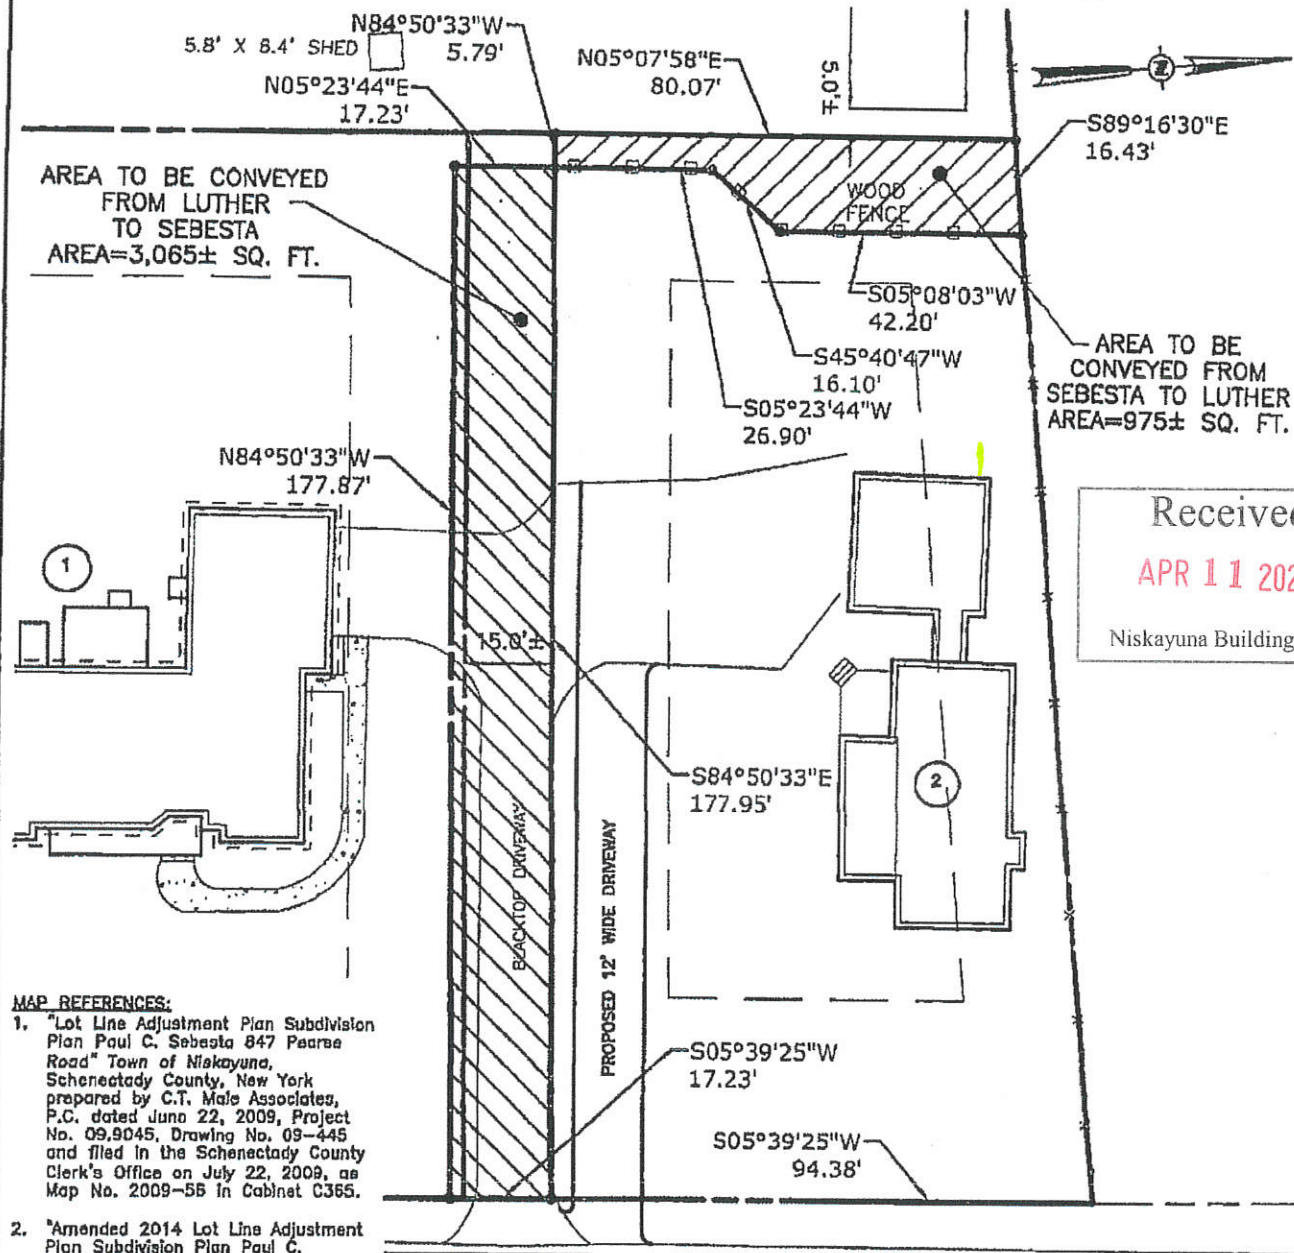 N84°50'33"W
5.79'
5.8' X 8.4' SHED
N05°23'44"E
17.23'
N05°07'58"E
80.07'
5.0'±
Z
S89°16'30"E
16.43'
AREA TO BE CONVEYED
FROM LUTHER
TO SEBESTA
AREA=3,065± SQ. FT.
WOOD
FENCE
S05°08'03"W
42.20'
S45°40'47"W
16.10'
S05°23'44"W
26.90'
AREA TO BE
CONVEYED FROM
SEBESTA TO LUTHER
AREA=975± SQ. FT.
N84°50'33"W
177.87'
Received
APR 11 202
Niskayuna Building
1
15.0'±
2
S84°50'33"E
177.95'
BLACKTOP DRIVEWAY
PROPOSED 12' WIDE DRIVEWAY
S05°39'25"W
17.23'
S05°39'25"W
94.38'
MAP REFERENCES:
1. "Lot Line Adjustment Plan Subdivision
Plan Paul C. Sebesta 847 Pearse
Road" Town of Niskayuna,
Schenectady County, New York
prepared by C.T. Male Associates,
P.C. dated June 22, 2009, Project
No. 09.9045, Drawing No. 09-445
and filed in the Schenectady County
Clerk's Office on July 22, 2009, as
Map No. 2009-56 in Cabinet C365.
2. "Amended 2014 Lot Line Adjustment
Plan Subdivision Plan Paul C.